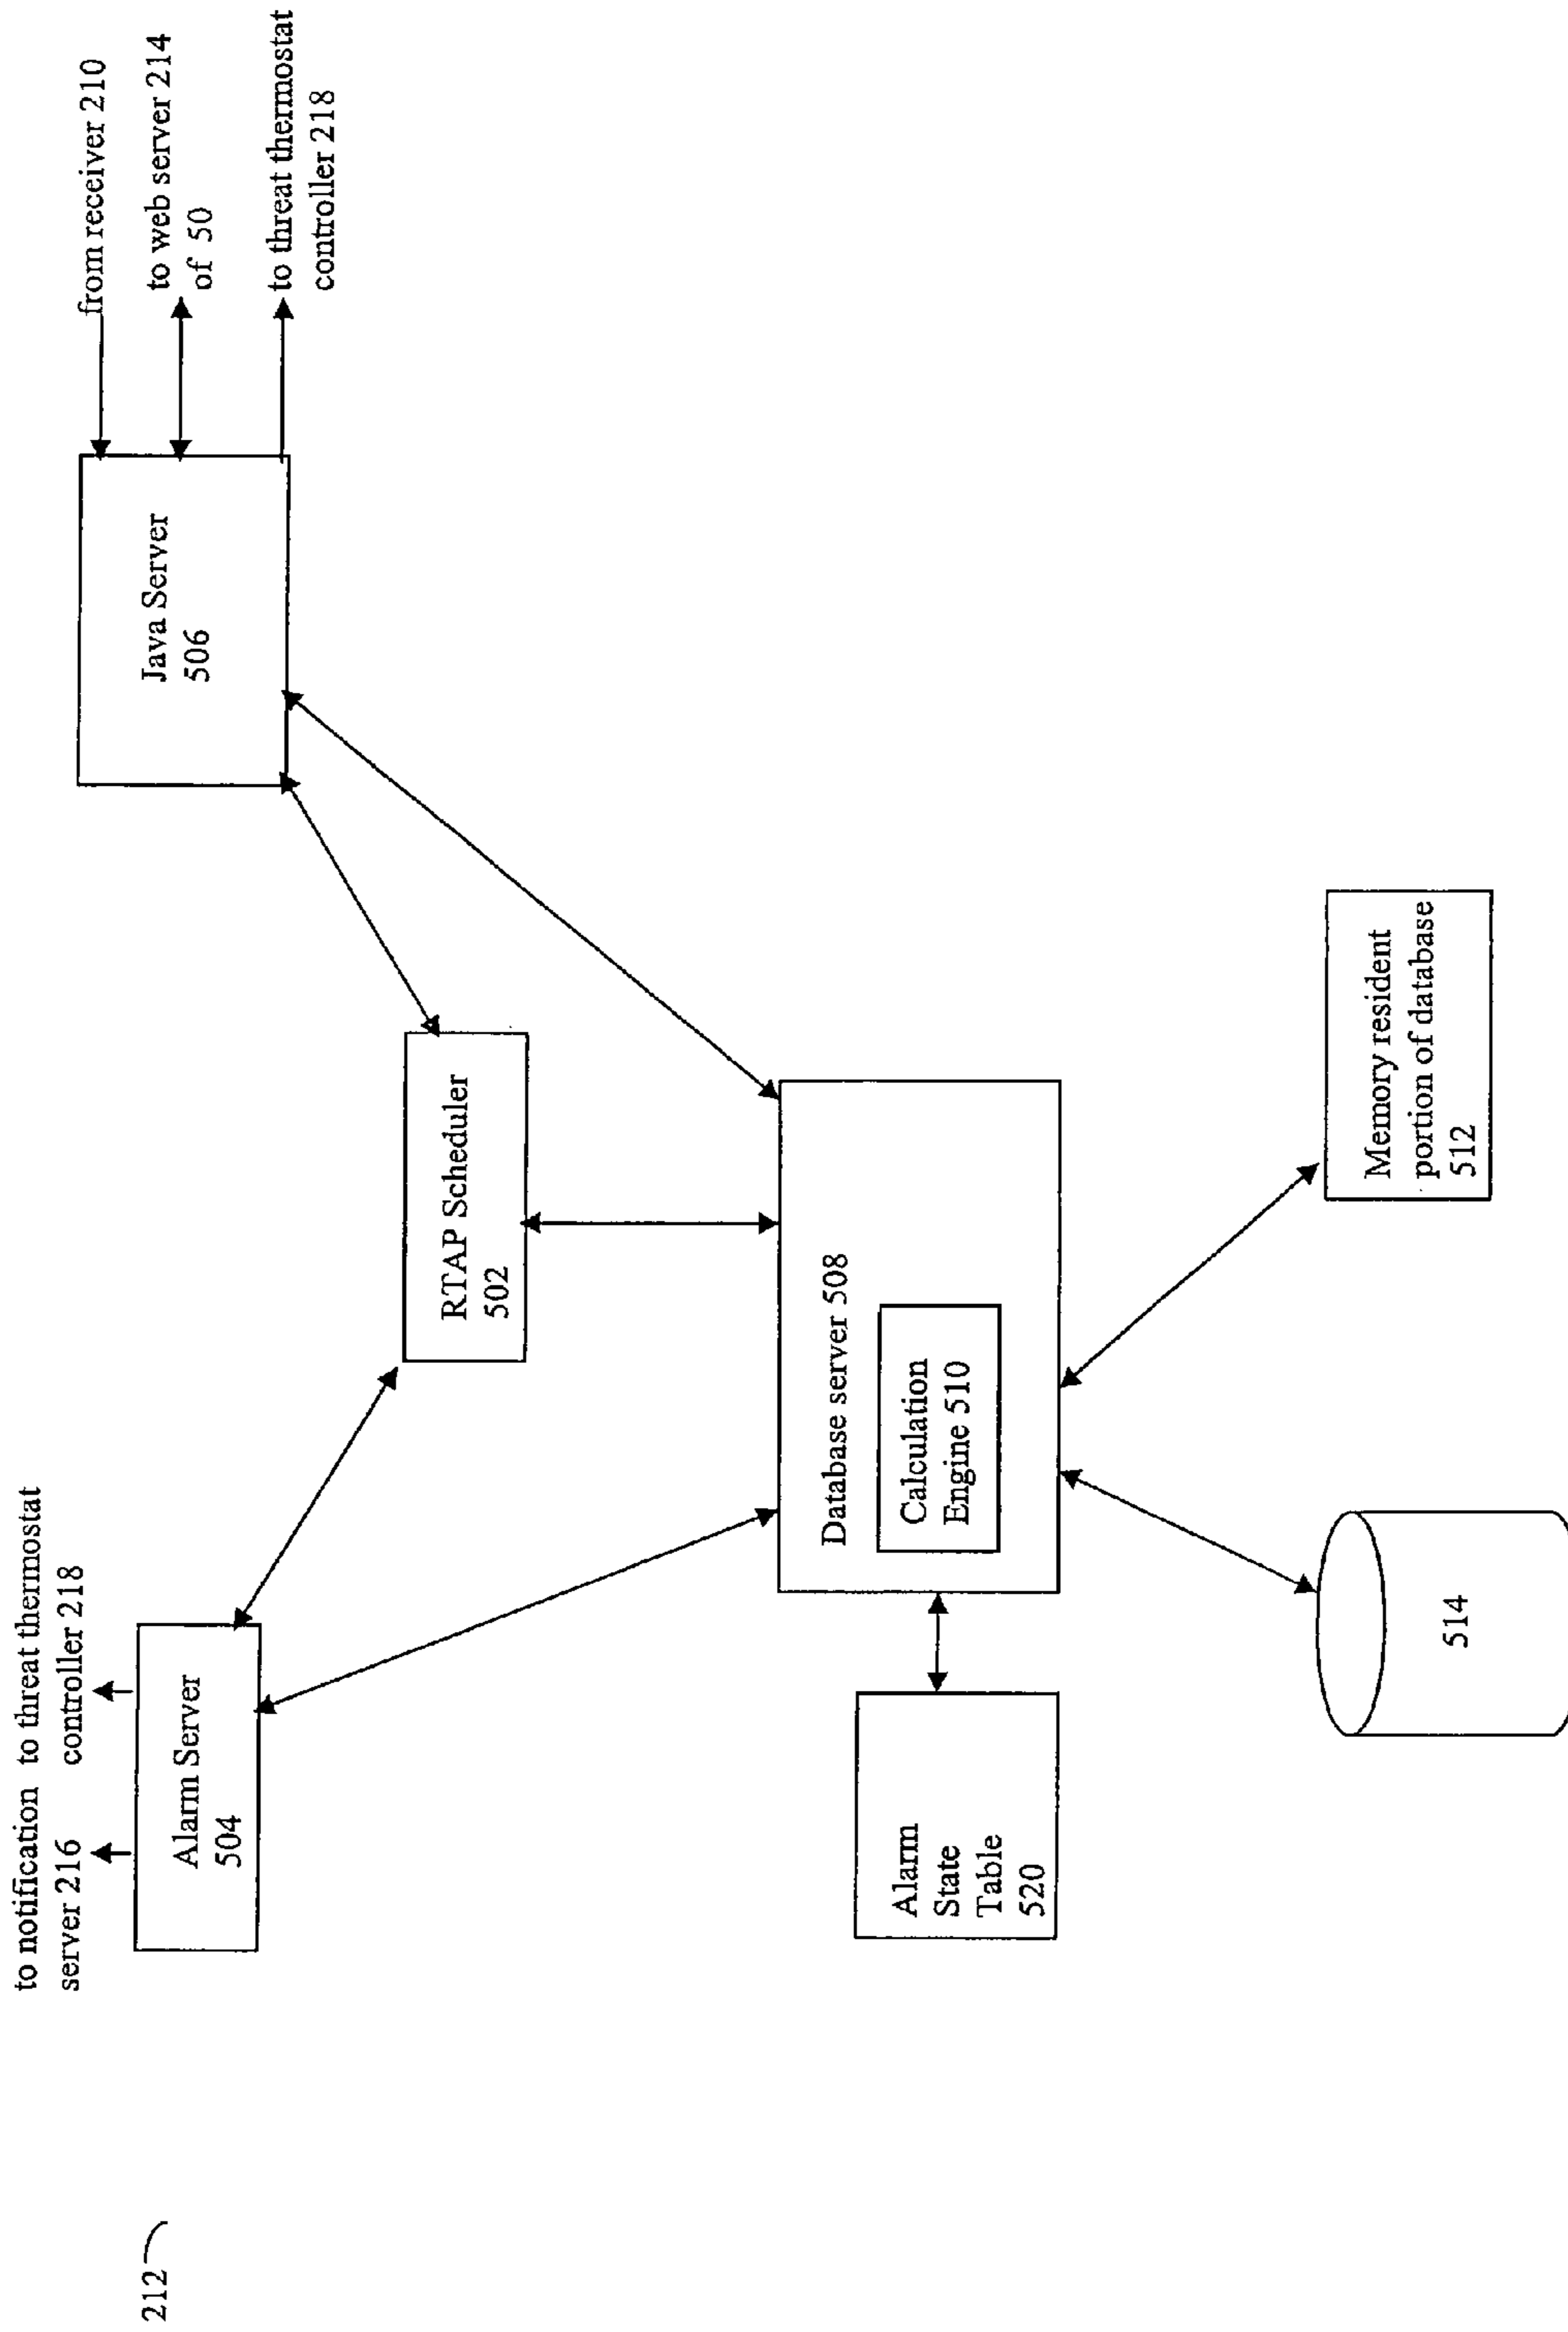 212
to notification to threat thermostat
server 216 controller 218
Alarm Server
504
from receiver 210
to web server 214
of 50
to threat thermostat
controller 218
Java Server
506
RTAP Scheduler
502
Database server 508
Calculation
Engine 510
Alarm
State
Table
520
514
Memory resident
portion of database
512